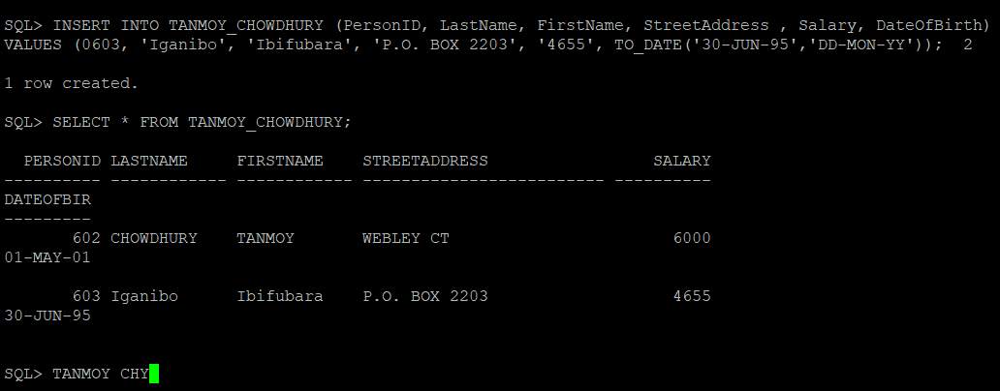 SQL> INSERT INTO TANMOY_CHOWDHURY (PersonID, LastName, FirstName, StreetAddress , Salary, DateOfBirth)
VALUES (0603, 'Iganibo', 'Ibifubara', 'P.O. BOX 2203', '4655', TO_DATE('30-JUN-95','DD-MON-YY'));  2
1 row created.
SQL> SELECT * FROM TANMOY_CHOWDHURY;
  PERSONID LASTNAME     FIRSTNAME    STREETADDRESS                 SALARY
---------- ------------ ------------ ------------------------- ----------
DATEOFBIR
---------
       602 CHOWDHURY    TANMOY       WEBLEY CT                       6000
01-MAY-01
       603 Iganibo      Ibifubara    P.O. BOX 2203                   4655
30-JUN-95
SQL> TANMOY CHY